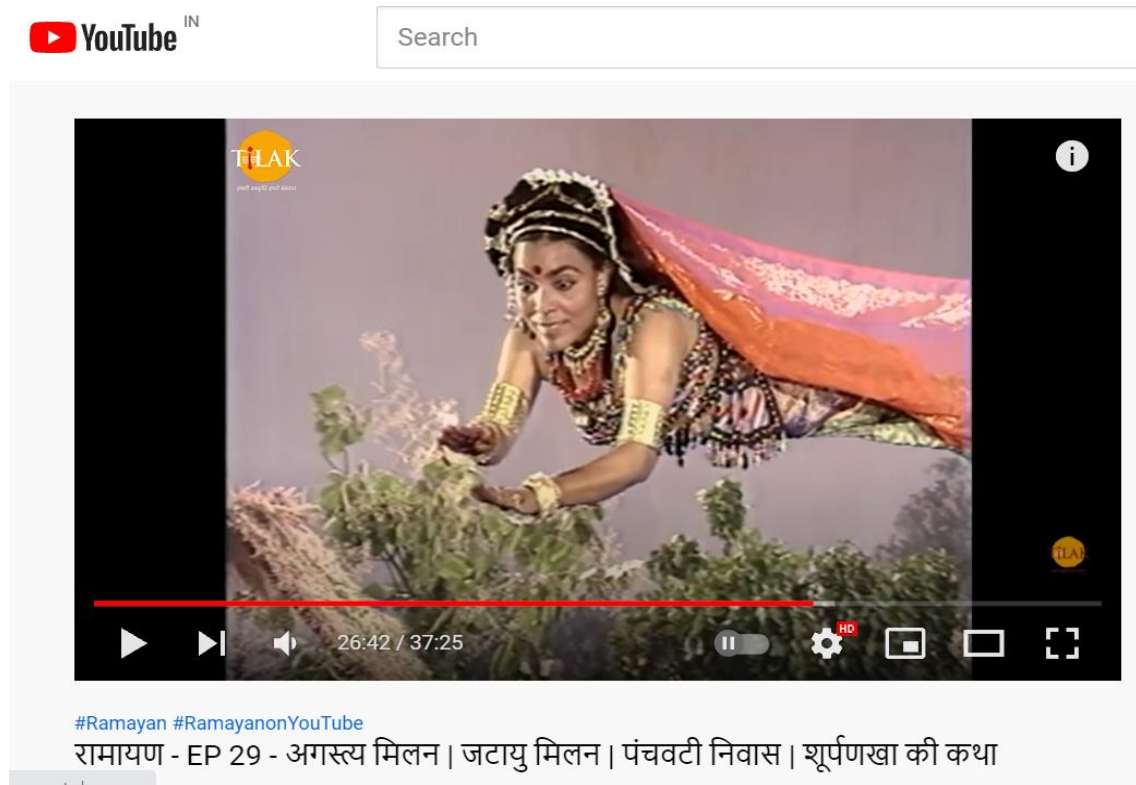 YouTube IN
Search
TILAK
TILAK
26:42 / 37:25
HD
#Ramayan #RamayanonYouTube
रामायण - EP 29 - अगस्त्य मिलन | जटायु मिलन | पंचवटी निवास | शूर्पणखा की कथा